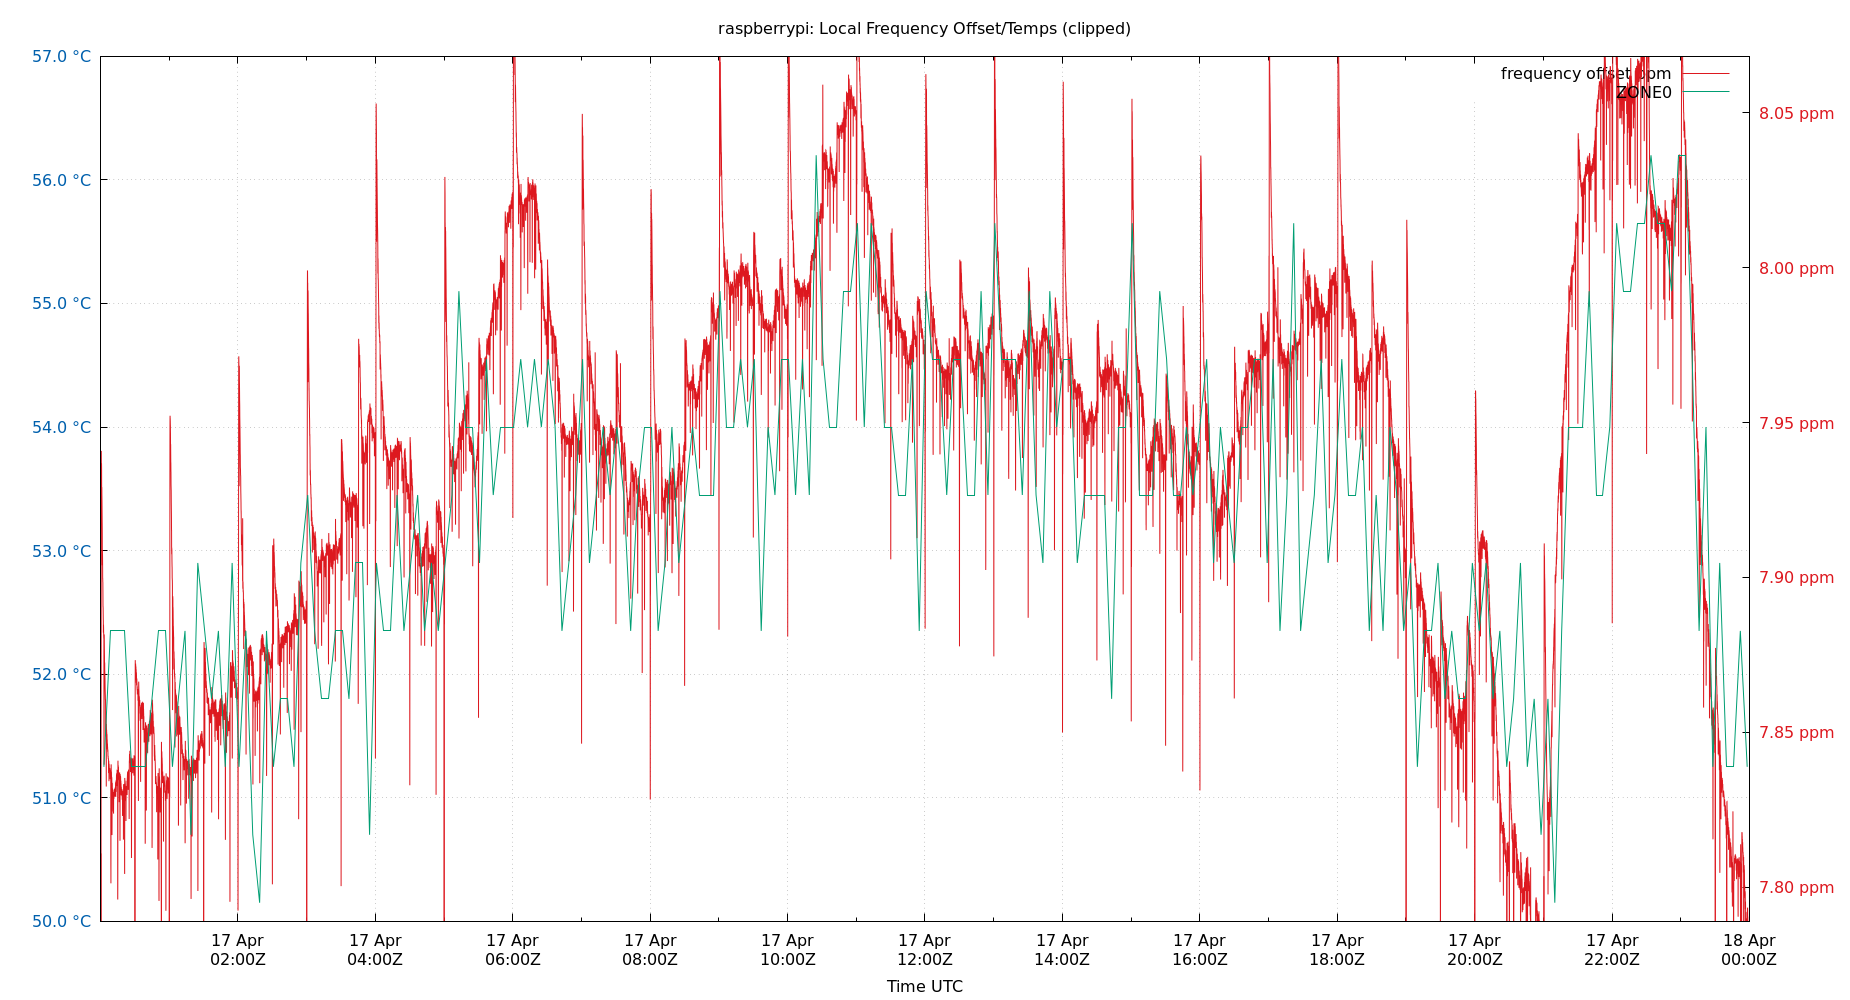 raspberrypi: Local Frequency Offset/Temps (clipped)
57.0 °C
56.0 °C
55.0 °C
54.0 °C
53.0 °C
52.0 °C
51.0 °C
50.0 °C
frequency offset ppm
ZONE0
8.05 ppm
8.00 ppm
7.95 ppm
7.90 ppm
7.85 ppm
7.80 ppm
17 Apr
02:00Z
17 Apr
04:00Z
17 Apr
06:00Z
17 Apr
08:00Z
17 Apr
10:00Z
17 Apr
12:00Z
17 Apr
14:00Z
17 Apr
16:00Z
17 Apr
18:00Z
17 Apr
20:00Z
17 Apr
22:00Z
18 Apr
00:00Z
Time UTC